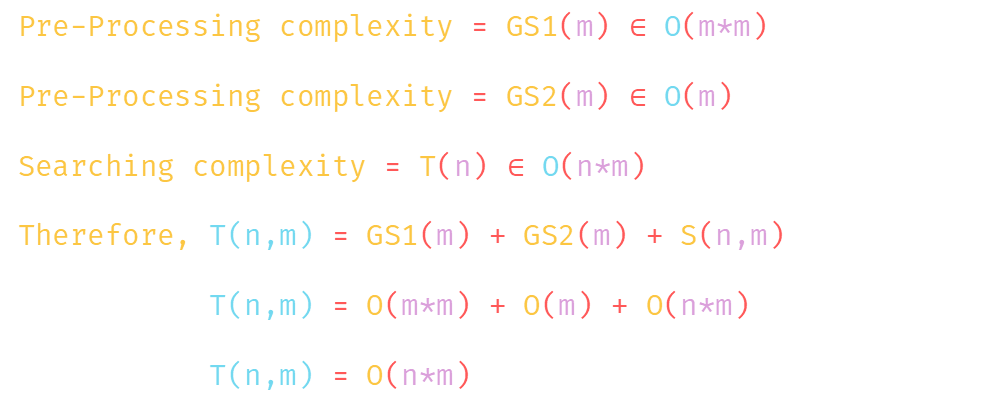 Pre-Processing complexity = GS1(m) ∈ O(m*m)
Pre-Processing complexity = GS2(m) ∈ O(m)
Searching complexity = T(n) ∈ O(n*m)
Therefore, T(n,m) = GS1(m) + GS2(m) + S(n,m)
T(n,m) = O(m*m) + O(m) + O(n*m)
T(n,m) = O(n*m)